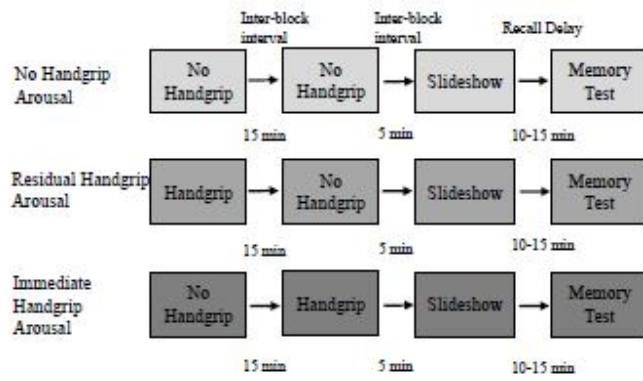 Inter-block
interval
Inter-block
interval
Recall Delay
No Handgrip
Arousal
No
Handgrip
No
Handgrip
Slideshow
Memory
Test
15 min
5 min
10-15 min
Residual Handgrip
Arousal
Handgrip
No
Handgrip
Slideshow
Memory
Test
15 min
5 min
10-15 min
Immediate
Handgrip
Arousal
No
Handgrip
Handgrip
Slideshow
Memory
Test
15 min
5 min
10-15 min